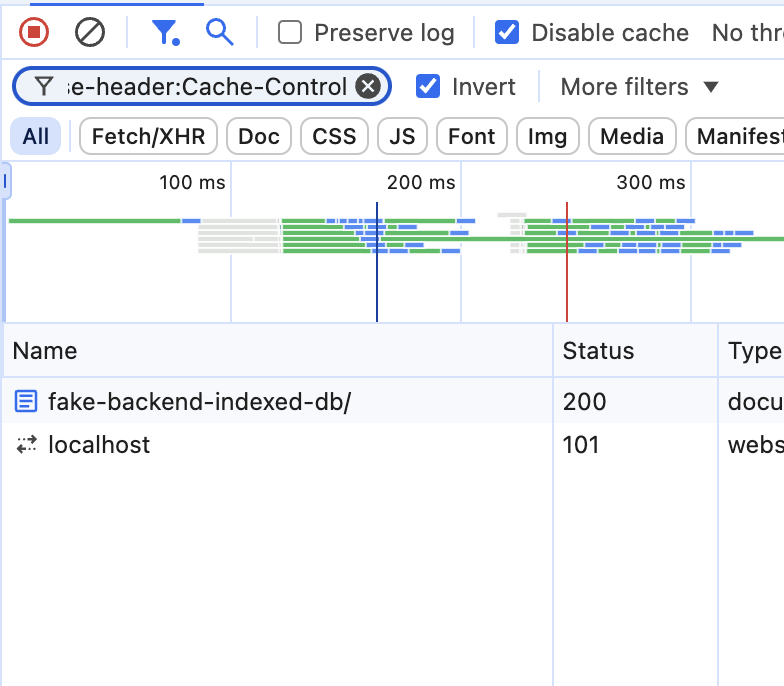 Preserve log Disable cache No thr
se-header:Cache-Control Invert More filters
All Fetch/XHR Doc CSS JS Font Img Media Manifest
100 ms 200 ms 300 ms
Name Status Type
fake-backend-indexed-db/ 200 docu
localhost 101 webs